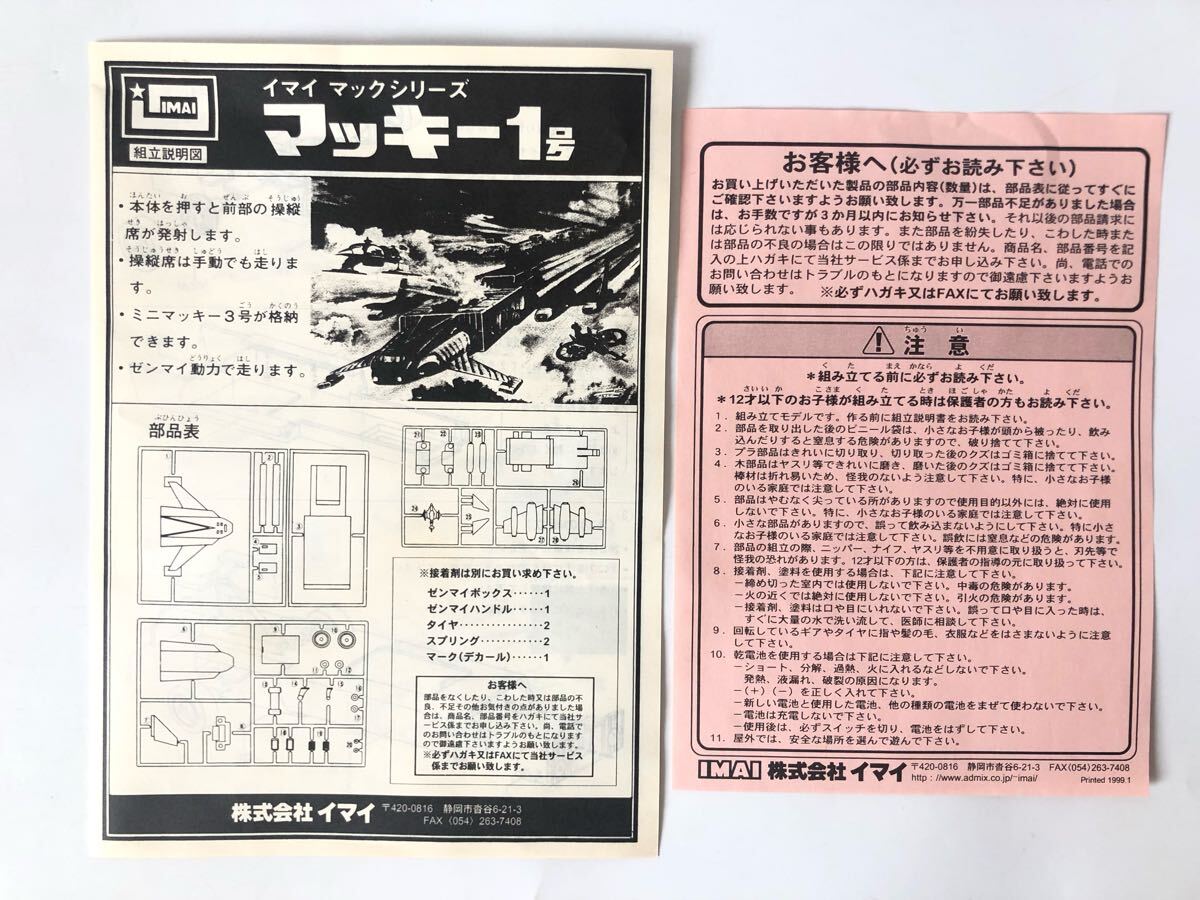 IMAI
組立説明図
イマイ マックシリーズ
マッキー1号
・本体を押すと前部の操縦
席が発射します。
・操縦席は手動でも走りま
す。
・ミニマッキー3号が格納
できます。
・ゼンマイ動力で走ります。
ぶひんひょう
部品表
※接着剤は別にお買い求め下さい。
ゼンマイボックス……1
ゼンマイハンドル……1
タイヤ………………2
スプリング…………2
マーク(デカール)……1
お客様へ
部品をなくしたり、こわした時又は部品の不
良、不足その他お気付きの点がありました場
合は、商品名、部品番号をハガキにて当社サ
ービス係までお申し込み下さい。尚、電話で
のお問い合わせはトラブルのもとになります
ので御遠慮下さいますようお願い致します。
※必ずハガキ又はFAXにて当社サービス
係までお願い致します。
株式会社 イマイ 〒420-0816 静岡市沓谷6-21-3
FAX〈054〉263-7408
お客様へ(必ずお読み下さい)
お買い上げいただいた製品の部品内容(数量)は、部品表に従ってすぐに
ご確認下さいますようお願い致します。万一部品不足がありました場合
は、お手数ですが3か月以内にお知らせ下さい。それ以後の部品請求に
は応じられない事もあります。また部品を紛失したり、こわした時また
は部品の不良の場合はこの限りではありません。商品名、部品番号を記
入の上ハガキにて当社サービス係までお申し込み下さい。尚、電話での
お問い合わせはトラブルのもとになりますので御遠慮下さいますようお
願い致します。 ※必ずハガキ又はFAXにてお願い致します。
ちゅう い
注 意
＊組み立てる前に必ずお読み下さい。
＊12才以下のお子様が組み立てる時は保護者の方もお読み下さい。
1. 組み立てモデルです。作る前に組立説明書をお読み下さい。
2. 部品を取り出した後のビニール袋は、小さなお子様が頭から被ったり、飲み
込んだりすると窒息する危険がありますので、破り捨てて下さい。
3. プラ部品はきれいに切り取り、切り取った後のクズはゴミ箱に捨てて下さい。
4. 木部品はヤスリ等できれいに磨き、磨いた後のクズはゴミ箱に捨てて下さい。
棒材は折れ易いため、怪我のないよう注意して下さい。特に、小さなお子様
のいる家庭では注意して下さい。
5. 部品はやむなく尖っている所がありますので使用目的以外には、絶対に使用
しないで下さい。特に、小さなお子様のいる家庭では注意して下さい。
6. 小さな部品がありますので、誤って飲み込まないようにして下さい。特に小さ
なお子様のいる家庭では注意して下さい。誤飲には窒息などの危険があります。
7. 部品の組立の際、ニッパー、ナイフ、ヤスリ等を不用意に取り扱うと、刃先等で
怪我の恐れがあります。12才以下の方は、保護者の指導の元に取り扱って下さい。
8. 接着剤、塗料を使用する場合は、下記に注意して下さい。
－締め切った室内では使用しないで下さい。中毒の危険があります。
－火の近くでは絶対に使用しないで下さい。引火の危険があります。
－接着剤、塗料は口や目にいれないで下さい。誤って口や目に入った時は、
すぐに大量の水で洗い流して、医師に相談して下さい。
9. 回転しているギアやタイヤに指や髪の毛、衣服などをはさまないように注意
して下さい。
10. 乾電池を使用する場合は下記に注意して下さい。
－ショート、分解、過熱、火に入れるなどしないで下さい。
発熱、液漏れ、破裂の原因になります。
－(＋)(－)を正しく入れて下さい。
－新しい電池と使用した電池、他の種類の電池をまぜて使わないで下さい。
－電池は充電しないで下さい。
－使用後は、必ずスイッチを切り、電池をはずして下さい。
11. 屋外では、安全な場所を選んで遊んで下さい。
IMAI 株式会社 イマイ 〒420-0816 静岡市沓谷6-21-3 FAX(054)263-7408
http://www.admix.co.jp/~imai/ Printed 1999.1